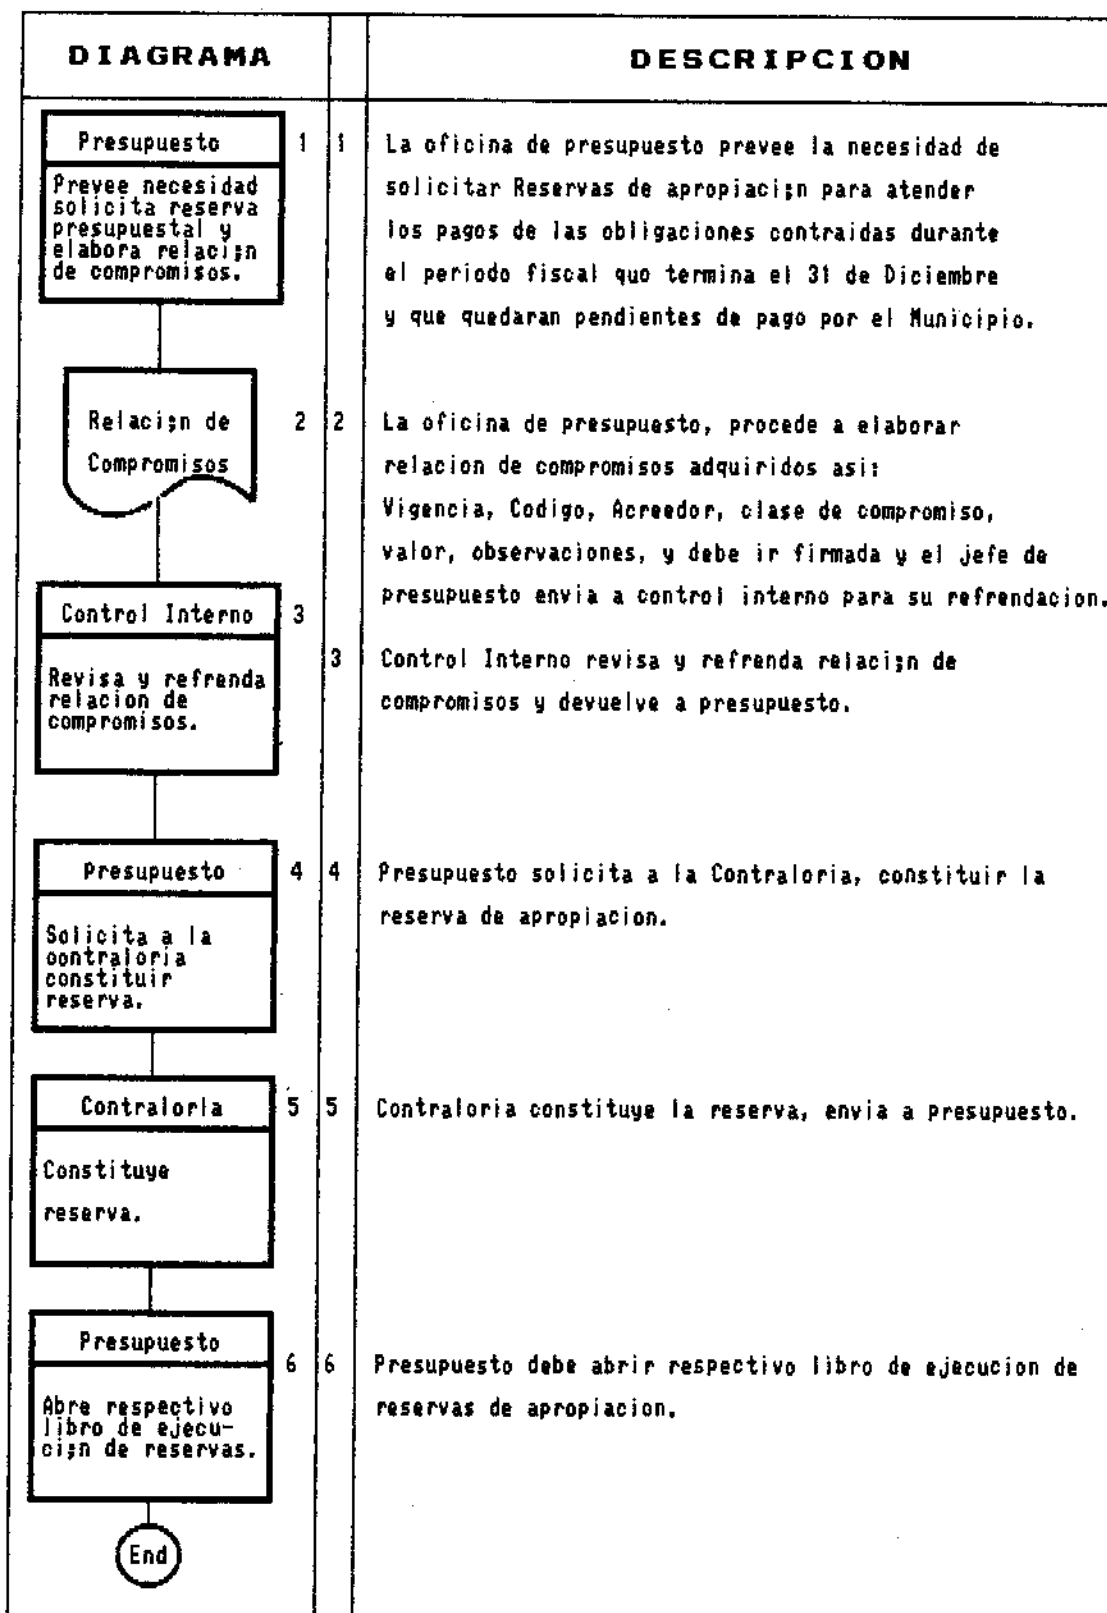 DIAGRAMA
DESCRIPCION
Presupuesto 1
Prevee necesidad
solicita reserva
presupuestal y
elabora relaci¡n
de compromisos.
1 La oficina de presupuesto prevee la necesidad de
solicitar Reservas de apropiaci¡n para atender
los pagos de las obligaciones contraidas durante
el periodo fiscal quo termina el 31 de Diciembre
y que quedaran pendientes de pago por el Municipio.
Relaci¡n de 2
Compromisos
2 La oficina de presupuesto, procede a elaborar
relacion de compromisos adquiridos asi:
Vigencia, Codigo, Acreedor, clase de compromiso,
valor, observaciones, y debe ir firmada y el jefe de
presupuesto envia a control interno para su refrendacion.
Control Interno 3
Revisa y refrenda
relacion de
compromisos.
3 Control Interno revisa y refrenda relaci¡n de
compromisos y devuelve a presupuesto.
Presupuesto 4
Solicita a la
contraloria
constituir
reserva.
4 Presupuesto solicita a la Contraloria, constituir la
reserva de apropiacion.
Contraloria 5
Constituye
reserva.
5 Contraloria constituye la reserva, envia a presupuesto.
Presupuesto
6
Abre respectivo
libro de ejecu-
ci¡n de reservas.
6 Presupuesto debe abrir respectivo libro de ejecucion de
reservas de apropiacion.
End